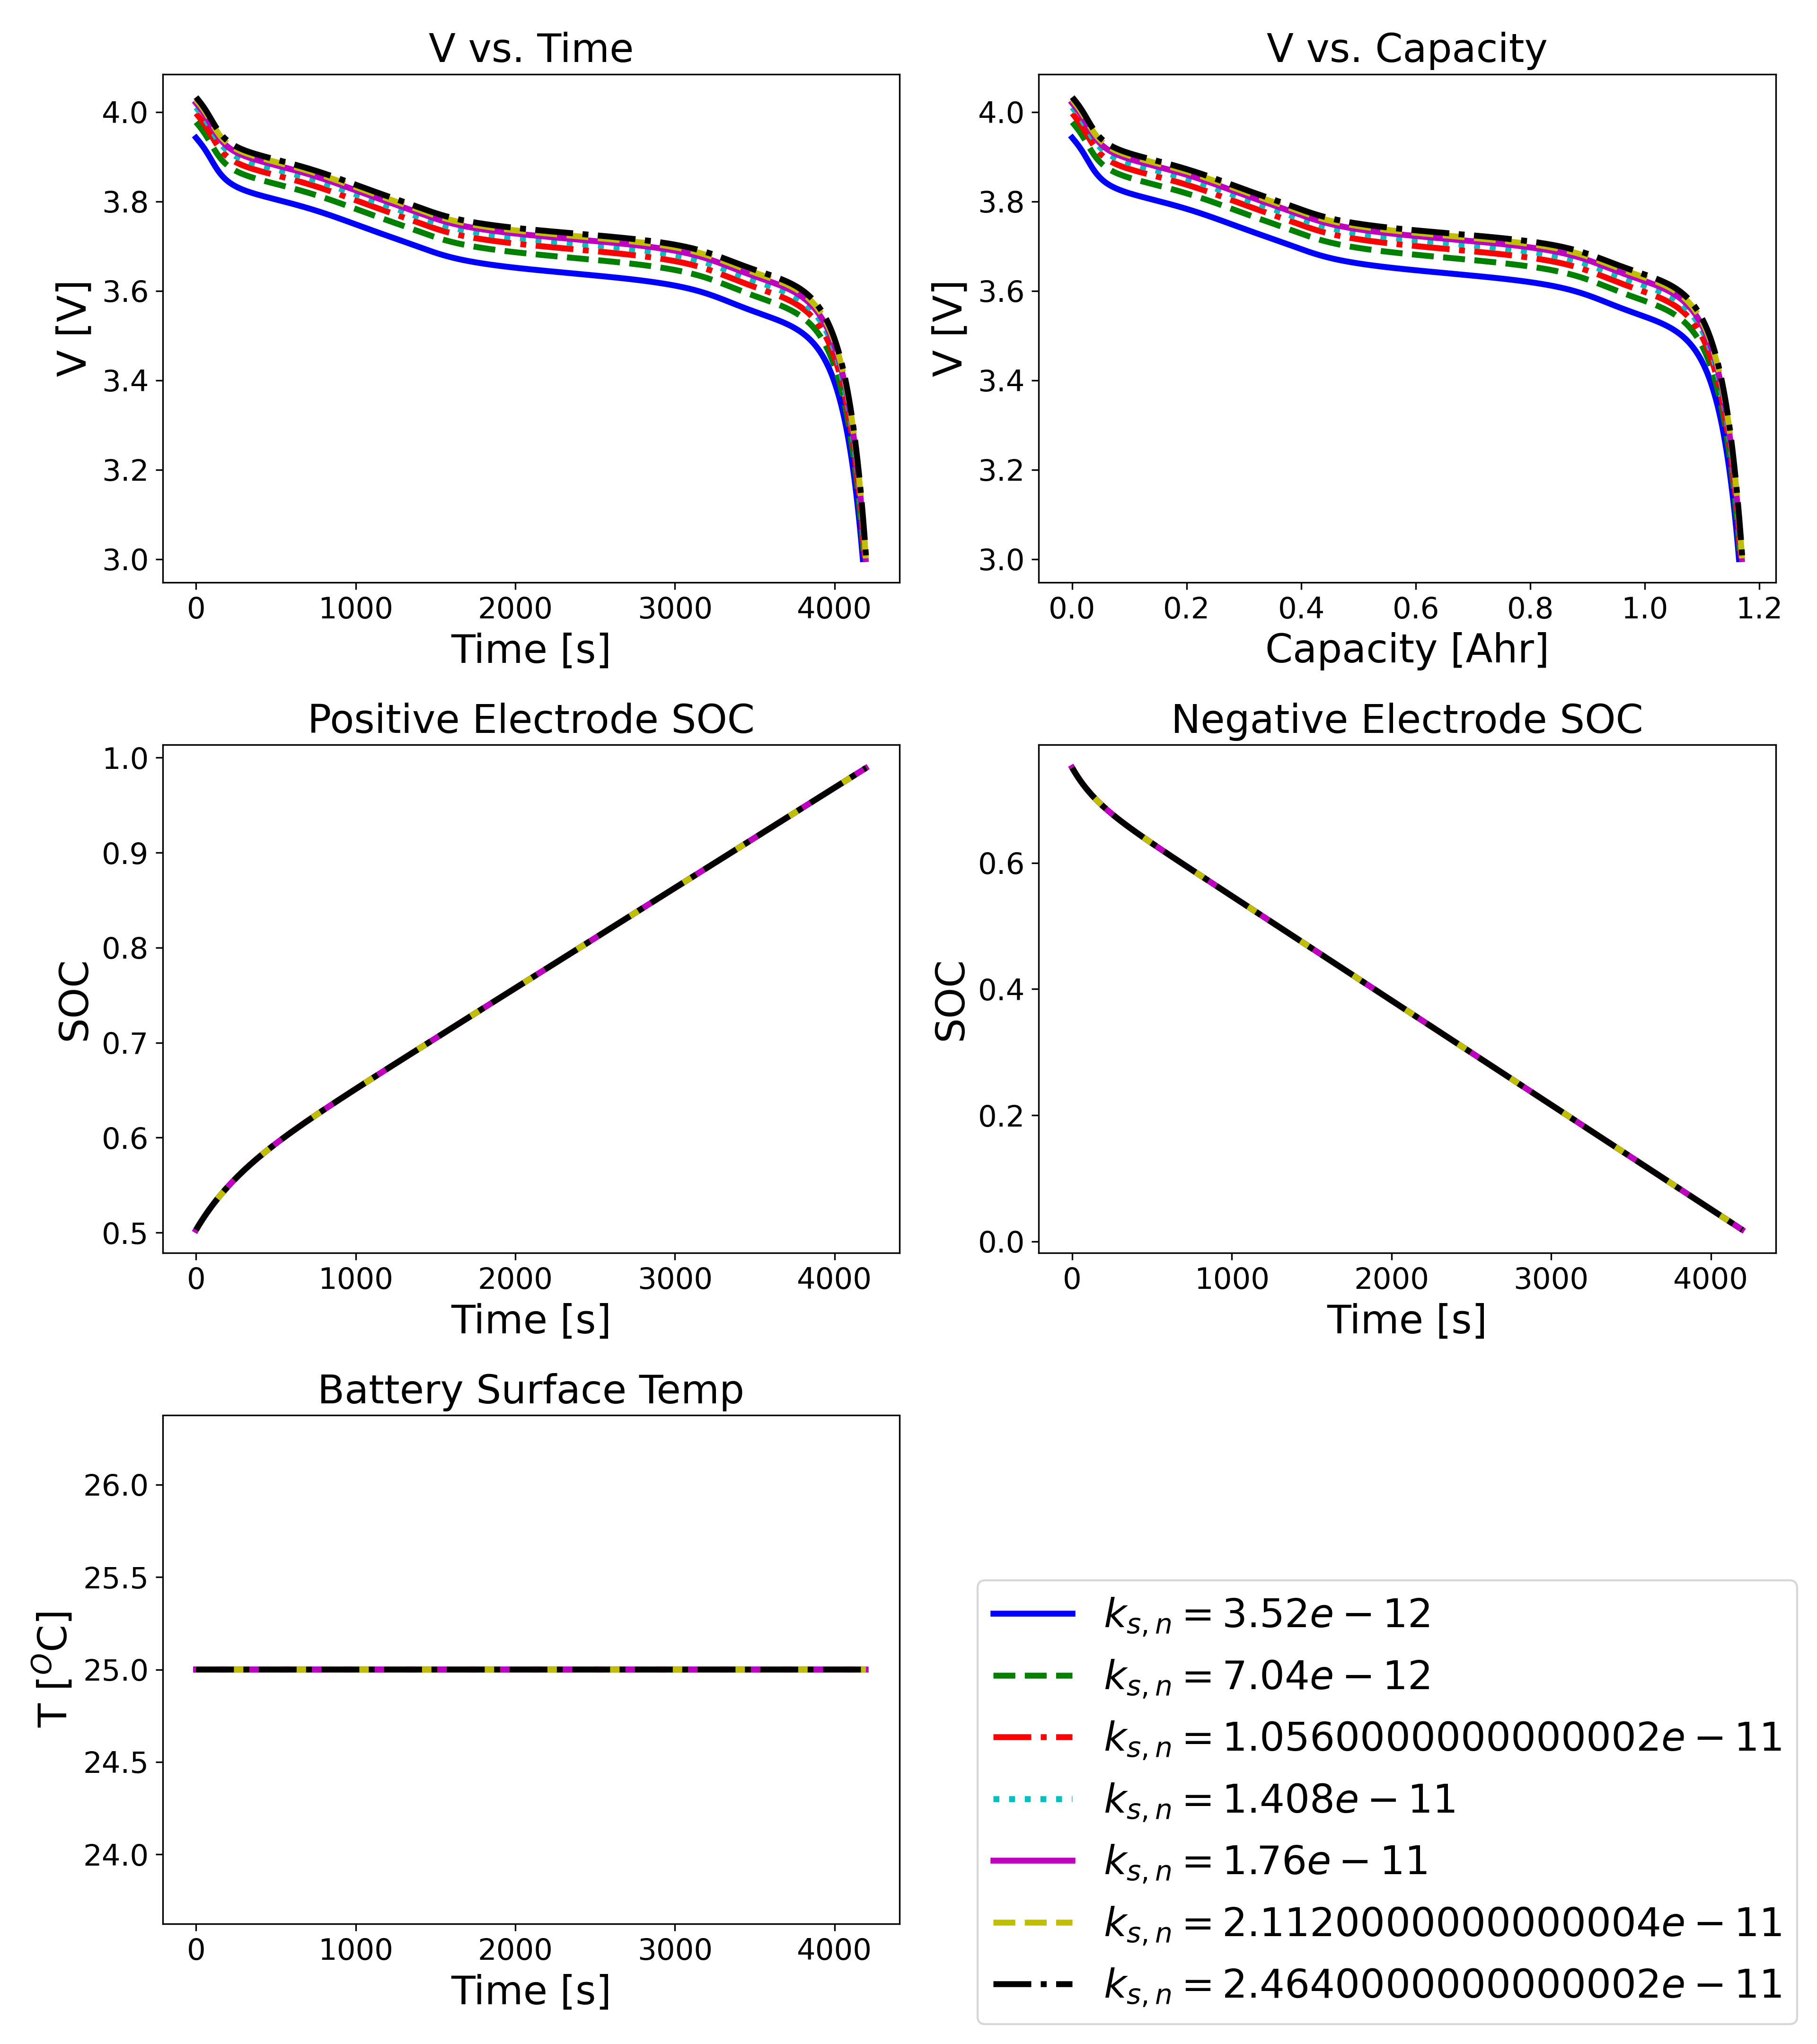 V vs. Time
V [V]
4.0
3.8
3.6
3.4
3.2
3.0
0 1000 2000 3000 4000
Time [s]
V vs. Capacity
V [V]
4.0
3.8
3.6
3.4
3.2
3.0
0.0 0.2 0.4 0.6 0.8 1.0 1.2
Capacity [Ahr]
Positive Electrode SOC
SOC
1.0
0.9
0.8
0.7
0.6
0.5
0 1000 2000 3000 4000
Time [s]
Negative Electrode SOC
SOC
0.6
0.4
0.2
0.0
0 1000 2000 3000 4000
Time [s]
Battery Surface Temp
T [°C]
26.0
25.5
25.0
24.5
24.0
0 1000 2000 3000 4000
Time [s]
k_{s,n} = 3.52e − 12
k_{s,n} = 7.04e − 12
k_{s,n} = 1.0560000000000002e − 11
k_{s,n} = 1.408e − 11
k_{s,n} = 1.76e − 11
k_{s,n} = 2.1120000000000004e − 11
k_{s,n} = 2.4640000000000002e − 11